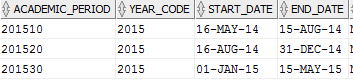 ACADEMIC_PERIOD YEAR_CODE START_DATE END_DATE
201510 2015 16-MAY-14 15-AUG-14
201520 2015 16-AUG-14 31-DEC-14
201530 2015 01-JAN-15 15-MAY-15